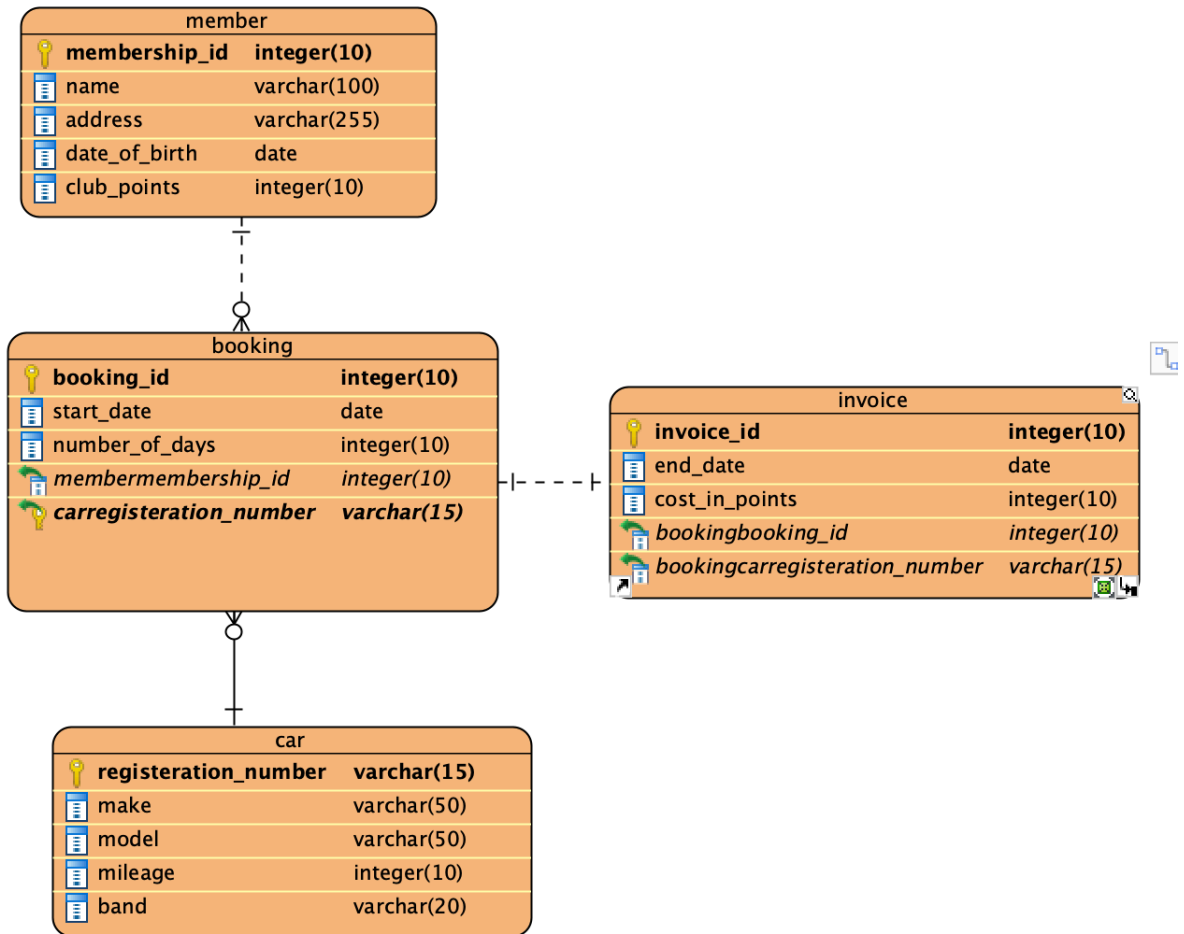 member
membership_id integer(10)
name varchar(100)
address varchar(255)
date_of_birth date
club_points integer(10)
booking
booking_id integer(10)
start_date date
number_of_days integer(10)
membermembership_id integer(10)
carregisteration_number varchar(15)
invoice
invoice_id integer(10)
end_date date
cost_in_points integer(10)
bookingbooking_id integer(10)
bookingcarregisteration_number varchar(15)
car
registeration_number varchar(15)
make varchar(50)
model varchar(50)
mileage integer(10)
band varchar(20)